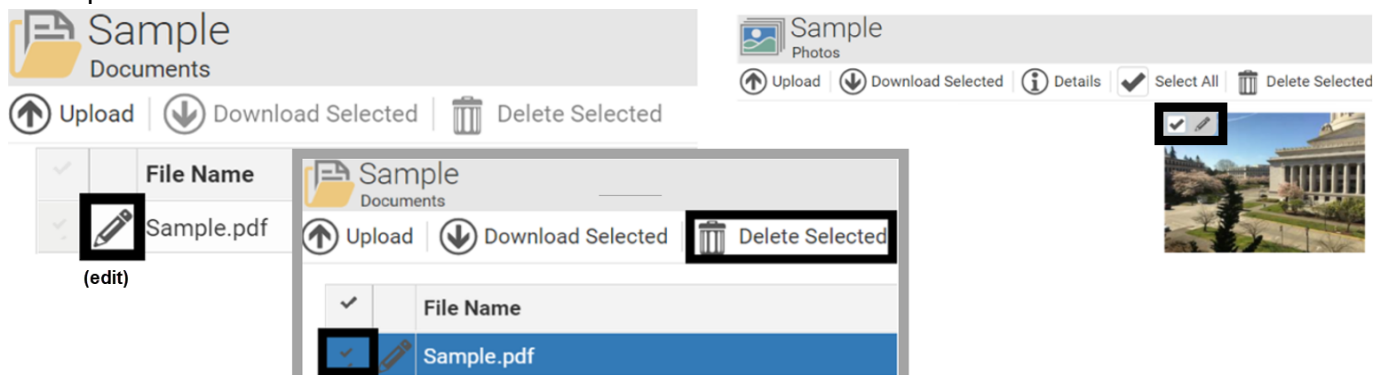 Sample
Documents
Upload Download Selected Delete Selected
File Name
Sample.pdf
(edit)
Sample
Documents
Upload Download Selected Delete Selected
File Name
Sample.pdf
Sample
Photos
Upload Download Selected Details Select All Delete Selected